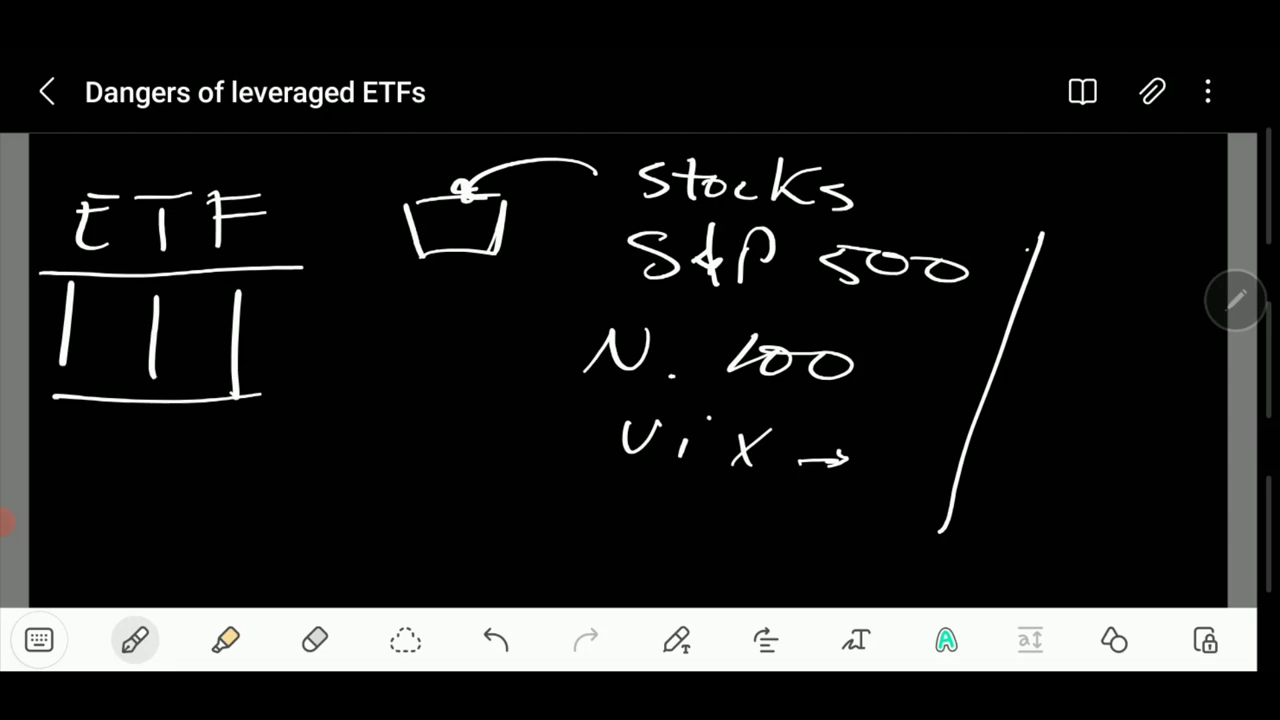 Dangers of leveraged ETFs
ETF
stocks
S&P 500
N. 100
Vix →